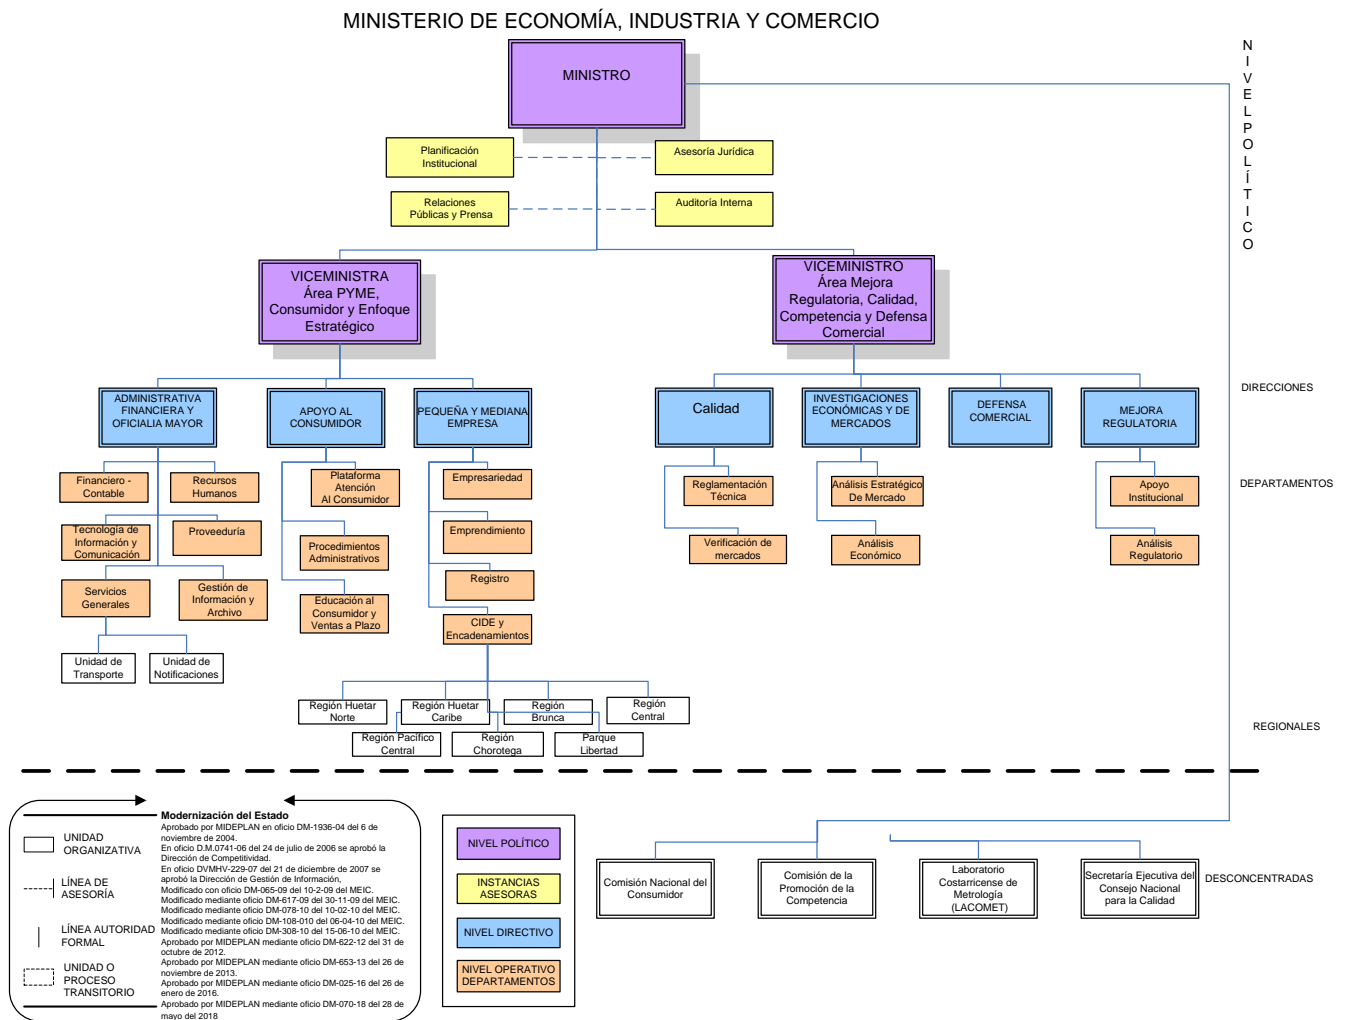 MINISTERIO DE ECONOMÍA, INDUSTRIA Y COMERCIO
MINISTRO
NIVEL POLÍTICO
Planificación
Institucional
Asesoría Jurídica
Relaciones
Públicas y Prensa
Auditoría Interna
VICEMINISTRA
Área PYME,
Consumidor y Enfoque
Estratégico
VICEMINISTRO
Área Mejora
Regulatoria, Calidad,
Competencia y Defensa
Comercial
ADMINISTRATIVA
FINANCIERA Y
OFICIALIA MAYOR
APOYO AL
CONSUMIDOR
PEQUEÑA Y MEDIANA
EMPRESA
Calidad
INVESTIGACIONES
ECONÓMICAS Y DE
MERCADOS
DEFENSA
COMERCIAL
MEJORA
REGULATORIA
DIRECCIONES
Financiero -
Contable
Recursos
Humanos
Plataforma
Atención
Al Consumidor
Empresariedad
Reglamentación
Técnica
Análisis Estratégico
De Mercado
Apoyo
Institucional
DEPARTAMENTOS
Tecnología de
Información y
Comunicación
Proveeduría
Procedimientos
Administrativos
Emprendimiento
Verificación de
mercados
Análisis
Económico
Análisis
Regulatorio
Servicios
Generales
Gestión de
Información y
Archivo
Educación al
Consumidor y
Ventas a Plazo
Registro
CIDE y
Encadenamientos
Unidad de
Transporte
Unidad de
Notificaciones
Región Huetar
Norte
Región Huetar
Caribe
Región
Brunca
Región
Central
Región Pacífico
Central
Región
Chorotega
Parque
Libertad
REGIONALES
Modernización del Estado
Aprobado por MIDEPLAN en oficio DM-1936-04 del 6 de
noviembre de 2004.
En oficio D.M.0741-06 del 24 de julio de 2006 se aprobó la
Dirección de Competitividad.
En oficio DVMHV-229-07 del 21 de diciembre de 2007 se
aprobó la Dirección de Gestión de Información,
Modificado con oficio DM-065-09 del 10-2-09 del MEIC.
Modificado mediante oficio DM-617-09 del 30-11-09 del MEIC.
Modificado mediante oficio DM-078-10 del 10-02-10 del MEIC.
Modificado mediante oficio DM-108-010 del 06-04-10 del MEIC.
Modificado mediante oficio DM-308-10 del 15-06-10 del MEIC.
Aprobado por MIDEPLAN mediante oficio DM-622-12 del 31 de
octubre de 2012.
Aprobado por MIDEPLAN mediante oficio DM-653-13 del 26 de
noviembre de 2013.
Aprobado por MIDEPLAN mediante oficio DM-025-16 del 26 de
enero de 2016.
Aprobado por MIDEPLAN mediante oficio DM-070-18 del 28 de
mayo del 2018
UNIDAD
ORGANIZATIVA
LÍNEA DE
ASESORÍA
LÍNEA AUTORIDAD
FORMAL
UNIDAD O
PROCESO
TRANSITORIO
NIVEL POLÍTICO
INSTANCIAS
ASESORAS
NIVEL DIRECTIVO
NIVEL OPERATIVO
DEPARTAMENTOS
Comisión Nacional del
Consumidor
Comisión de la
Promoción de la
Competencia
Laboratorio
Costarricense de
Metrología
(LACOMET)
Secretaría Ejecutiva del
Consejo Nacional
para la Calidad
DESCONCENTRADAS